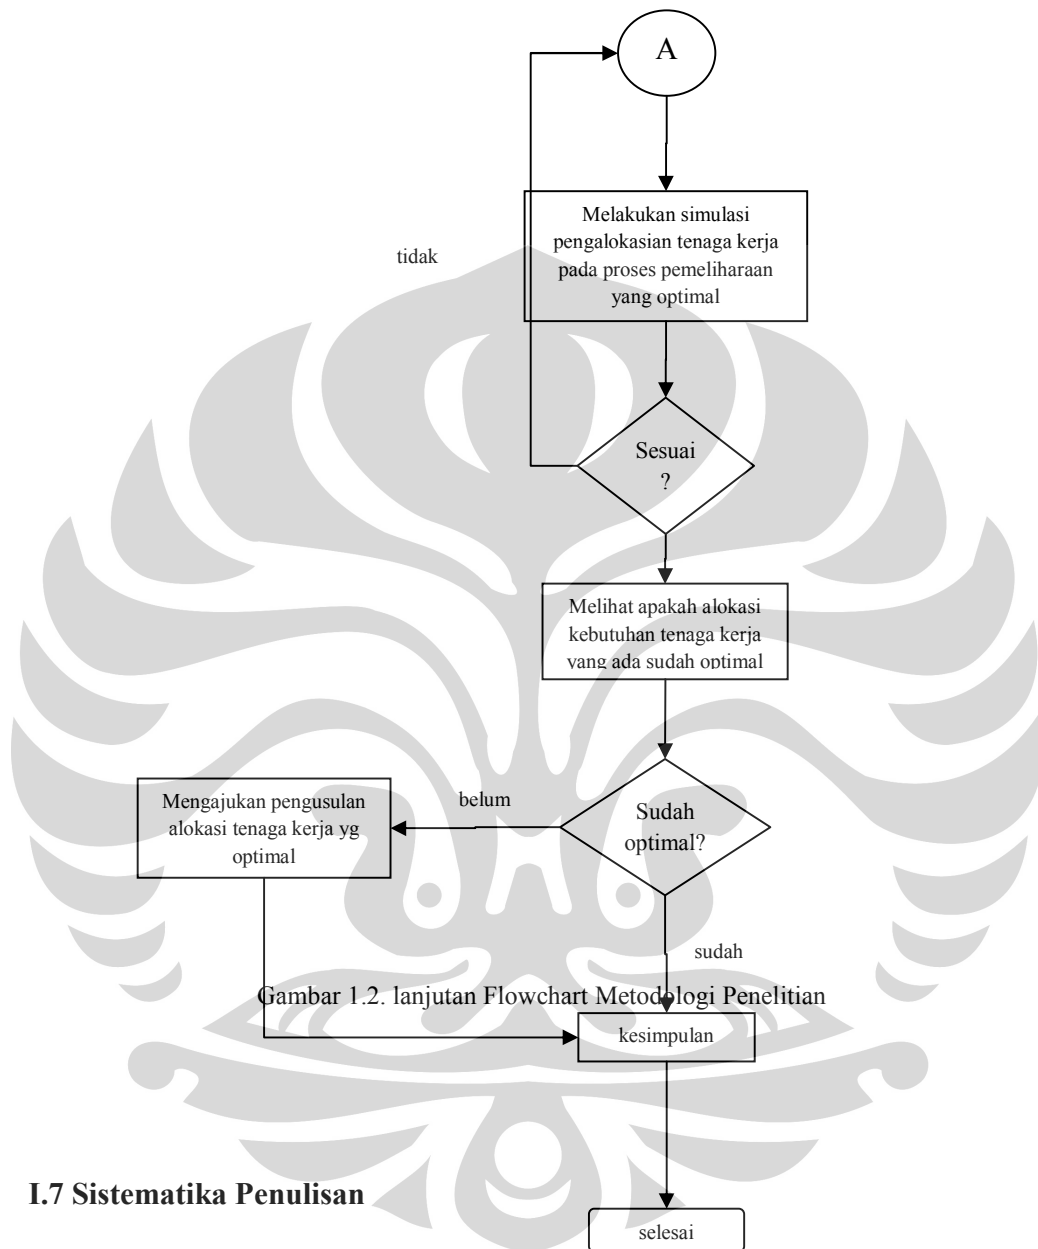 A
Melakukan simulasi
pengalokasian tenaga kerja
pada proses pemeliharaan
yang optimal
tidak
Sesuai
?
Melihat apakah alokasi
kebutuhan tenaga kerja
yang ada sudah optimal
Sudah
optimal?
belum
Mengajukan pengusulan
alokasi tenaga kerja yg
optimal
sudah
Gambar 1.2. lanjutan Flowchart Metodologi Penelitian
kesimpulan
I.7 Sistematika Penulisan
selesai